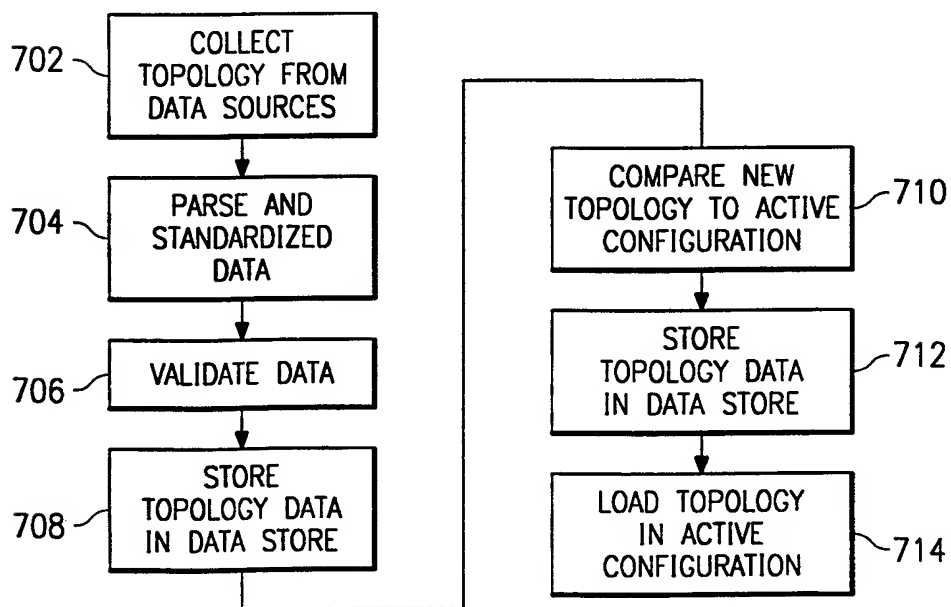 702
COLLECT
TOPOLOGY FROM
DATA SOURCES
704
PARSE AND
STANDARDIZED
DATA
706
VALIDATE DATA
708
STORE
TOPOLOGY DATA
IN DATA STORE
COMPARE NEW
TOPOLOGY TO ACTIVE
CONFIGURATION
710
STORE
TOPOLOGY DATA
IN DATA STORE
712
LOAD TOPOLOGY
IN ACTIVE
CONFIGURATION
714